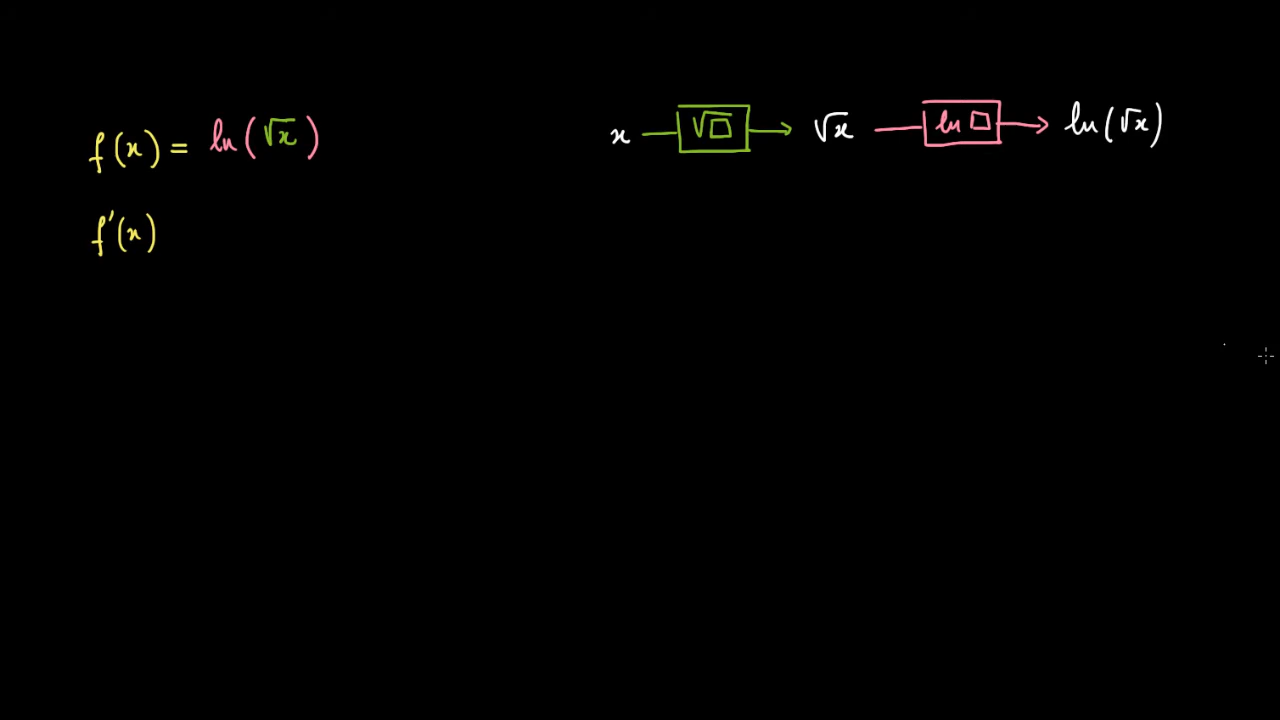 f(x) = ln(√x)
x √□ √x ln □ ln(√x)
f'(x)